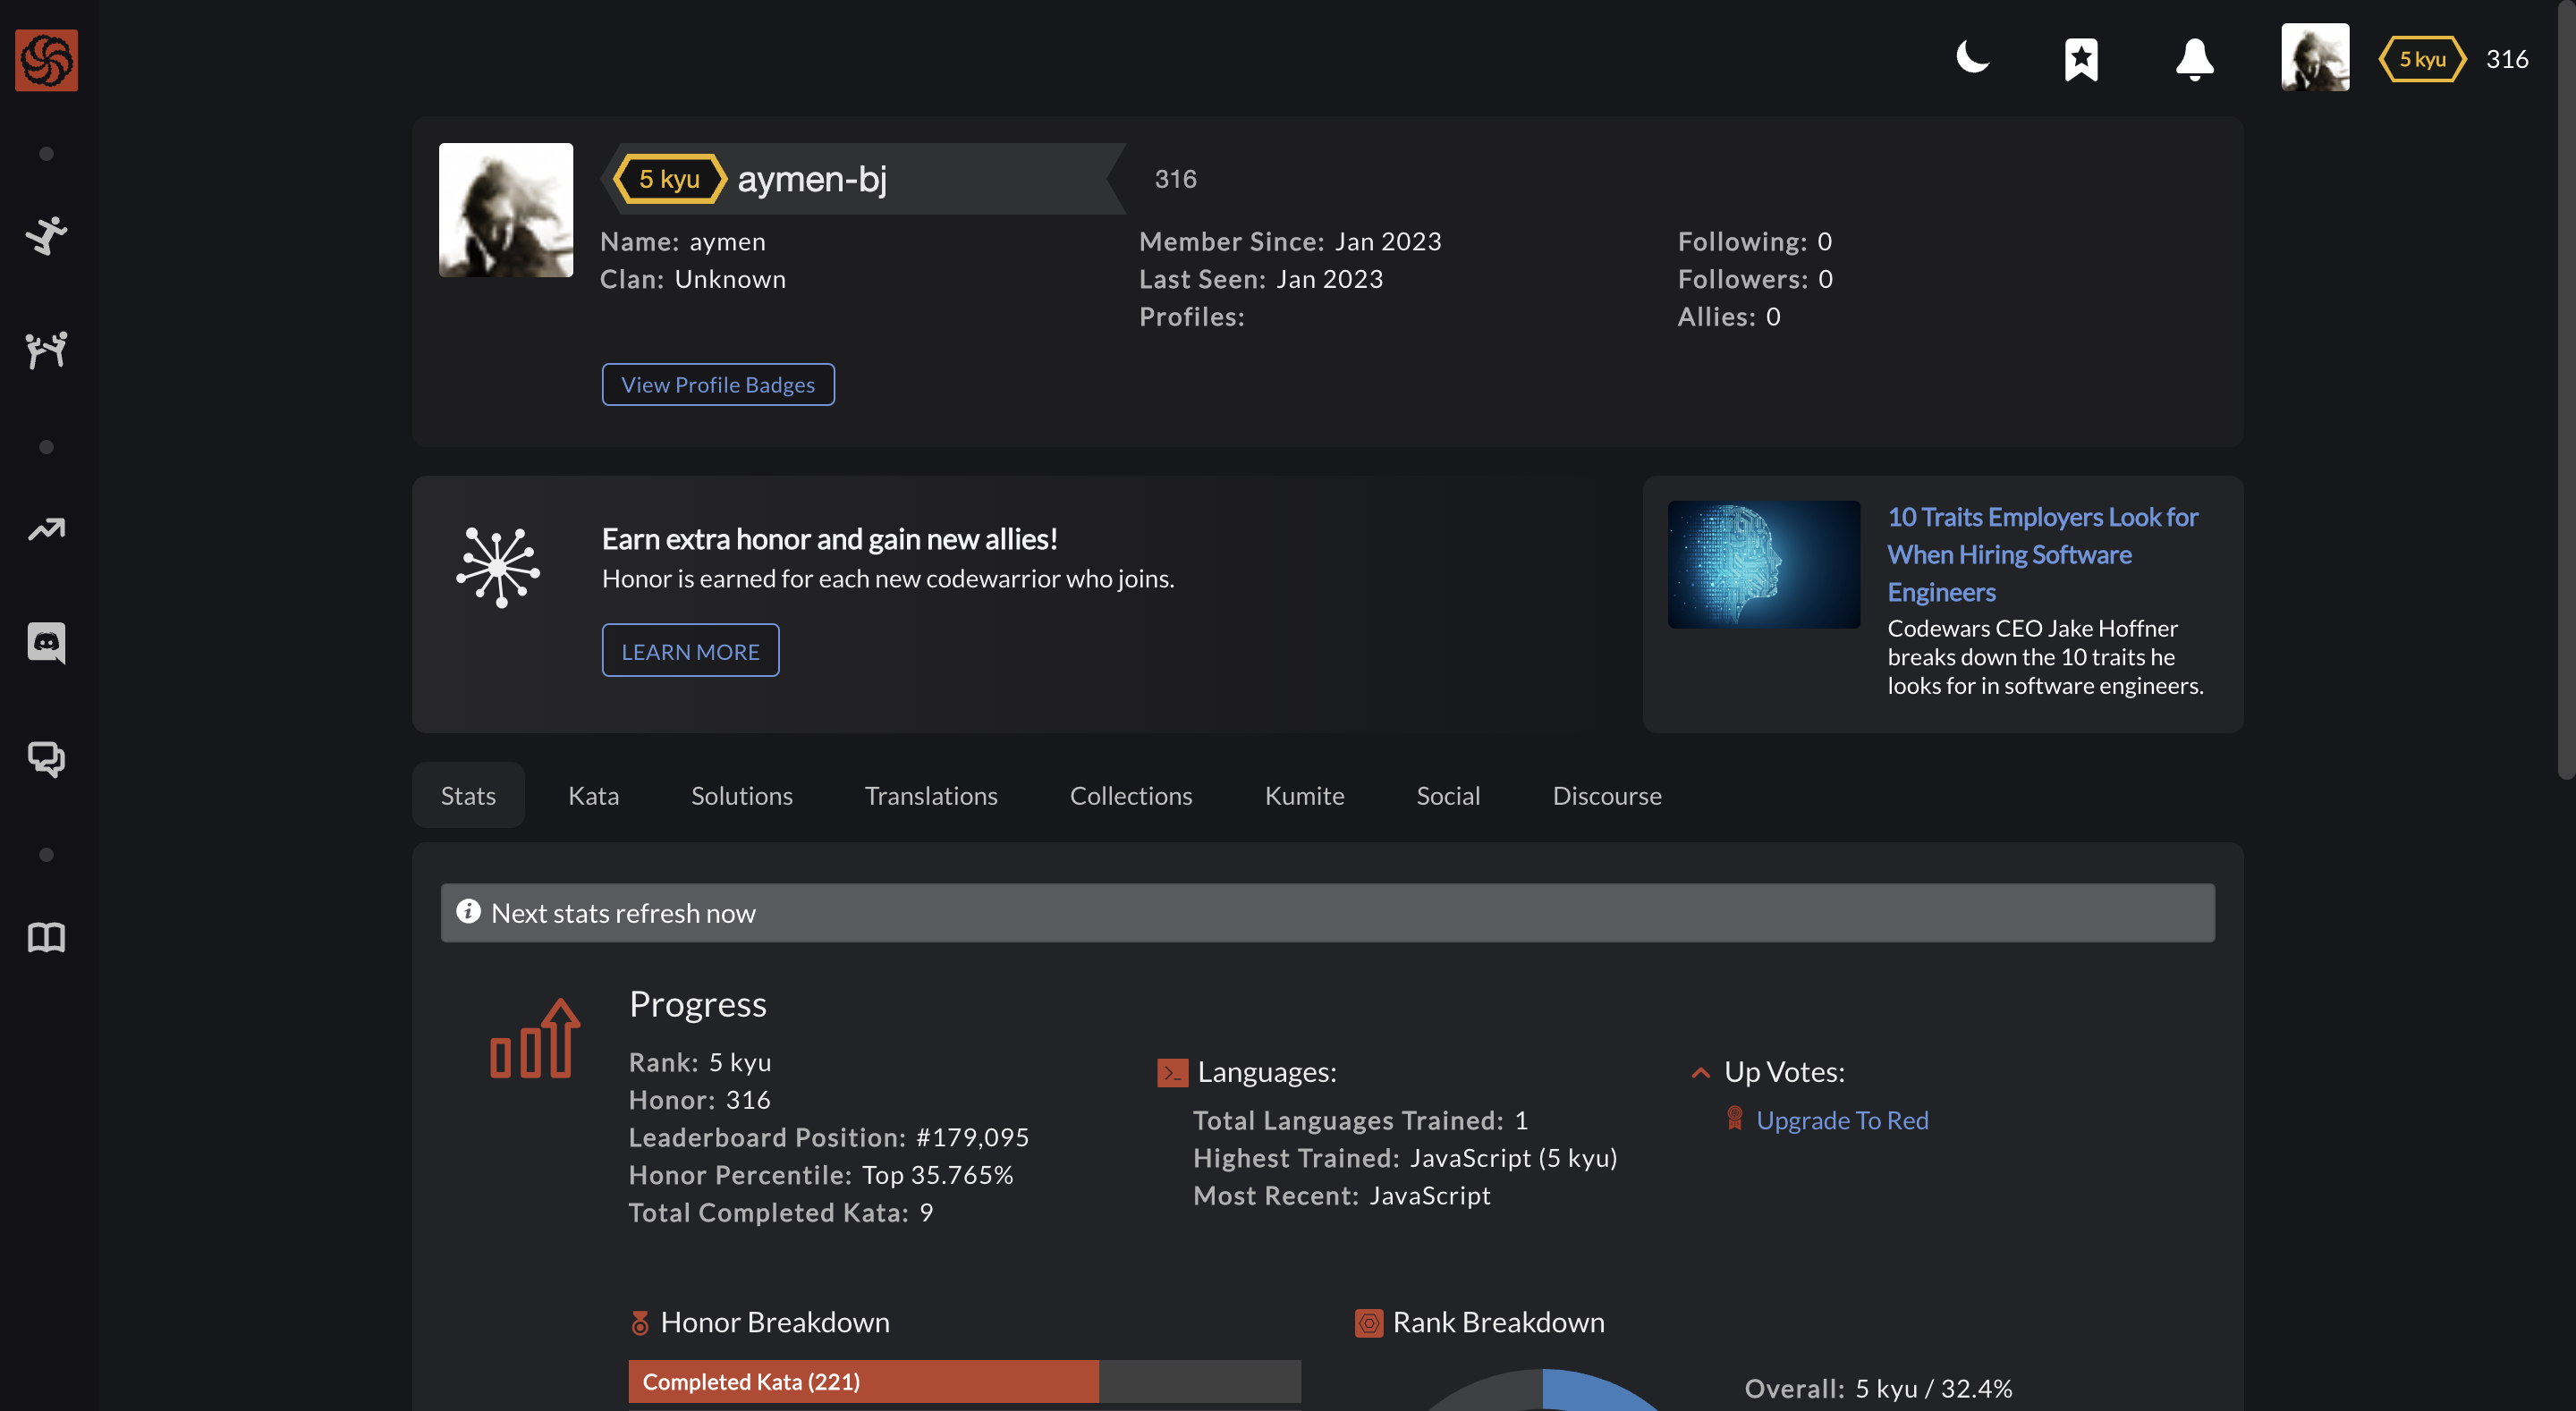 5 kyu 316
5 kyu aymen-bj 316
Name: aymen
Clan: Unknown
Member Since: Jan 2023
Last Seen: Jan 2023
Profiles:
Following: 0
Followers: 0
Allies: 0
View Profile Badges
Earn extra honor and gain new allies!
Honor is earned for each new codewarrior who joins.
LEARN MORE
10 Traits Employers Look for
When Hiring Software
Engineers
Codewars CEO Jake Hoffner
breaks down the 10 traits he
looks for in software engineers.
Stats Kata Solutions Translations Collections Kumite Social Discourse
Next stats refresh now
Progress
Rank: 5 kyu
Honor: 316
Leaderboard Position: #179,095
Honor Percentile: Top 35.765%
Total Completed Kata: 9
Languages:
Total Languages Trained: 1
Highest Trained: JavaScript (5 kyu)
Most Recent: JavaScript
Up Votes:
Upgrade To Red
Honor Breakdown
Completed Kata (221)
Rank Breakdown
Overall: 5 kyu / 32.4%